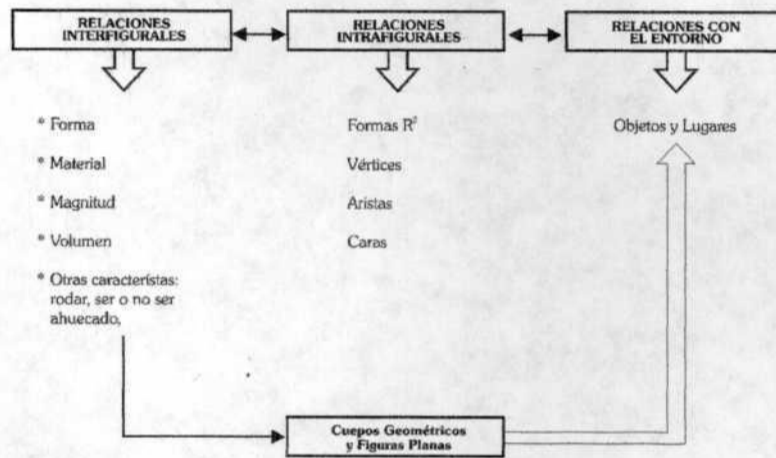 RELACIONES
INTERFIGURALES
RELACIONES
INTRAFIGURALES
RELACIONES CON
EL ENTORNO
* Forma
* Material
* Magnitud
* Volumen
* Otras característas:
rodar, ser o no ser
ahuecado,
Formas R²
Vértices
Aristas
Caras
Objetos y Lugares
Cuepos Geométricos
y Figuras Planas